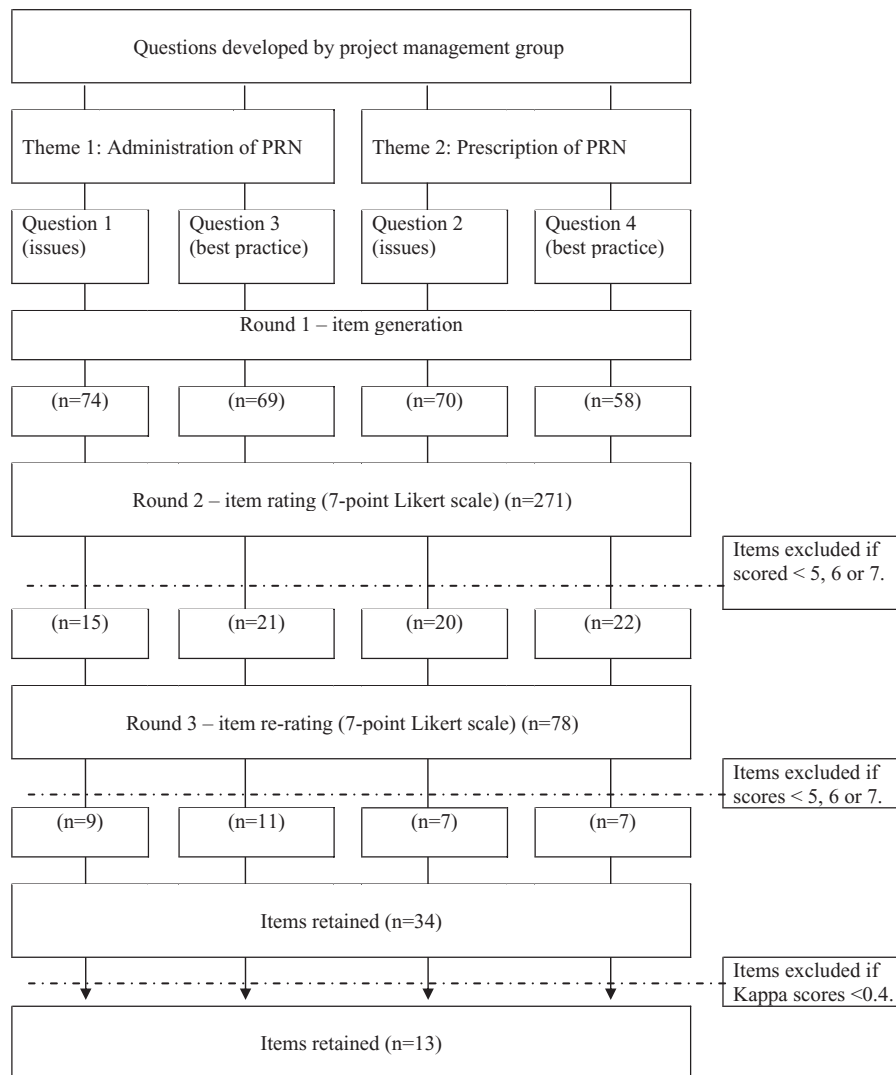 Questions developed by project management group
Theme 1: Administration of PRN
Theme 2: Prescription of PRN
Question 1
(issues)
Question 3
(best practice)
Question 2
(issues)
Question 4
(best practice)
Round 1 – item generation
(n=74)
(n=69)
(n=70)
(n=58)
Round 2 – item rating (7-point Likert scale) (n=271)
Items excluded if
scored < 5, 6 or 7.
(n=15)
(n=21)
(n=20)
(n=22)
Round 3 – item re-rating (7-point Likert scale) (n=78)
Items excluded if
scores < 5, 6 or 7.
(n=9)
(n=11)
(n=7)
(n=7)
Items retained (n=34)
Items excluded if
Kappa scores <0.4.
Items retained (n=13)